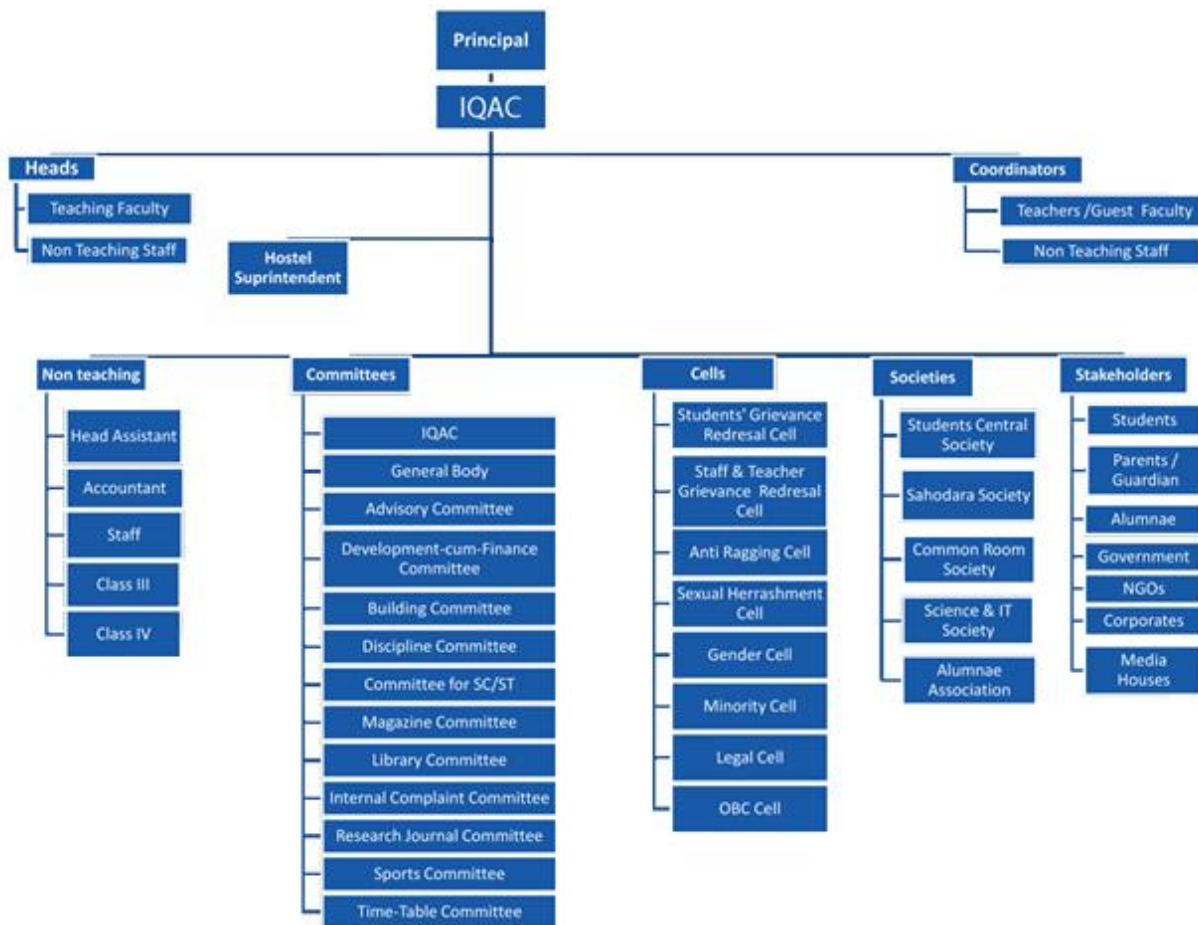 Principal
IQAC
Heads
Teaching Faculty
Non Teaching Staff
Coordinators
Teachers /Guest Faculty
Non Teaching Staff
Hostel
Suprintendent
Non teaching
Head Assistant
Accountant
Staff
Class III
Class IV
Committees
IQAC
General Body
Advisory Committee
Development-cum-Finance
Committee
Building Committee
Discipline Committee
Committee for SC/ST
Magazine Committee
Library Committee
Internal Complaint Committee
Research Journal Committee
Sports Committee
Time-Table Committee
Cells
Students' Grievance
Redresal Cell
Staff & Teacher
Grievance Redresal
Cell
Anti Ragging Cell
Sexual Herrashment
Cell
Gender Cell
Minority Cell
Legal Cell
OBC Cell
Societies
Students Central
Society
Sahodara Society
Common Room
Society
Science & IT
Society
Alumnae
Association
Stakeholders
Students
Parents /
Guardian
Alumnae
Government
NGOs
Corporates
Media
Houses